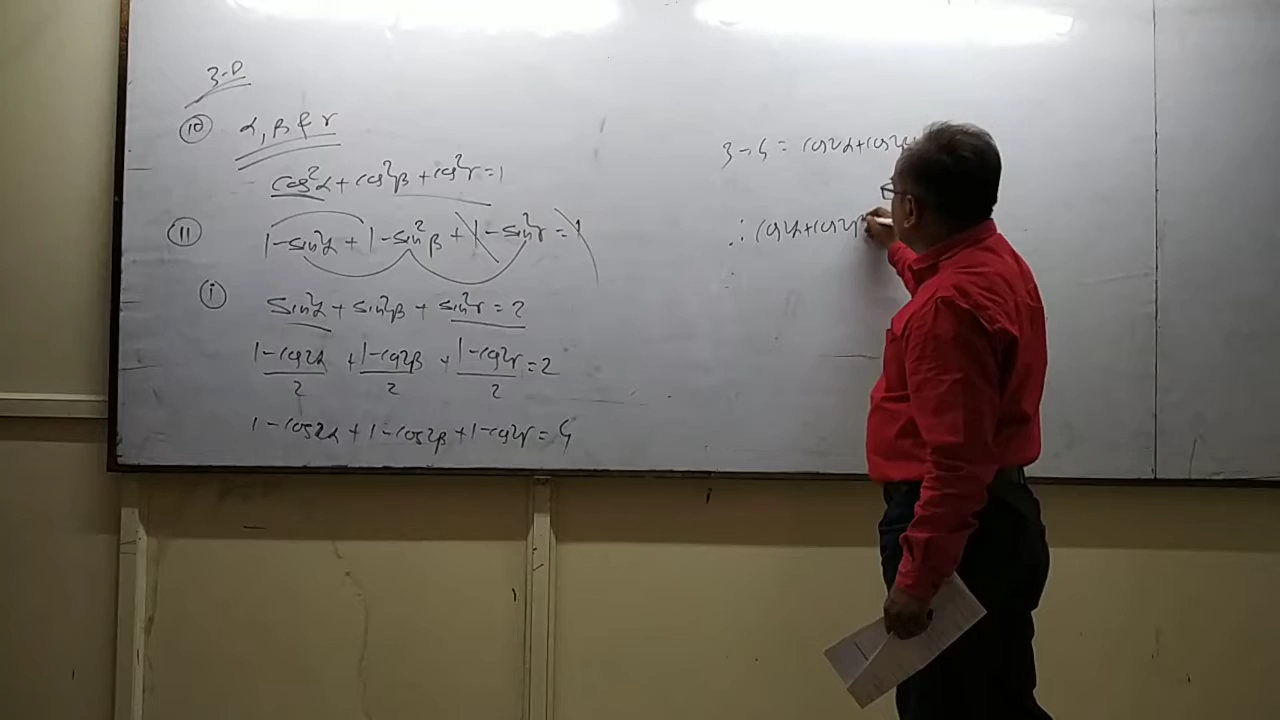 3-D
(10) α, β & γ
cos²α + cos²β + cos²γ = 1
(11) 1 - sin²α + 1 - sin²β + 1 - sin²γ = 1
(i) sin²α + sin²β + sin²γ = 2
1-cos2α/2 + 1-cos2β/2 + 1-cos2γ/2 = 2
1 - cos2α + 1 - cos2β + 1 - cos2γ = 4
3 - 4 = cos2α + cos2
∴ cos2α + cos2β